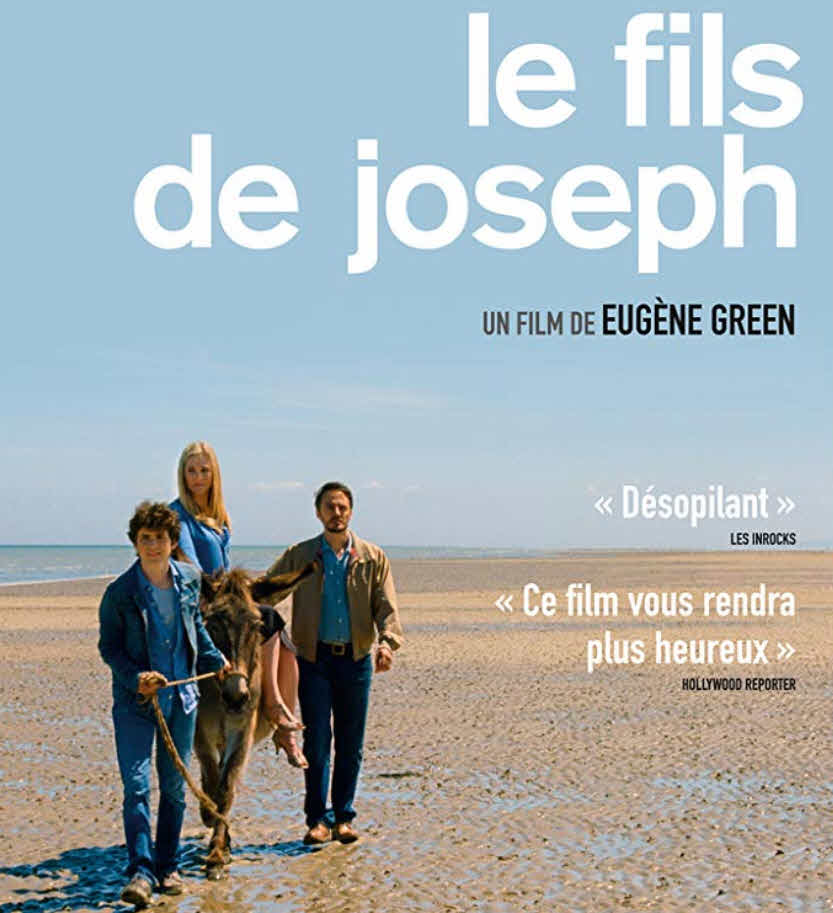 le fils
de joseph
UN FILM DE EUGÈNE GREEN
« Désopilant »
LES INROCKS
« Ce film vous rendra
plus heureux »
HOLLYWOOD REPORTER